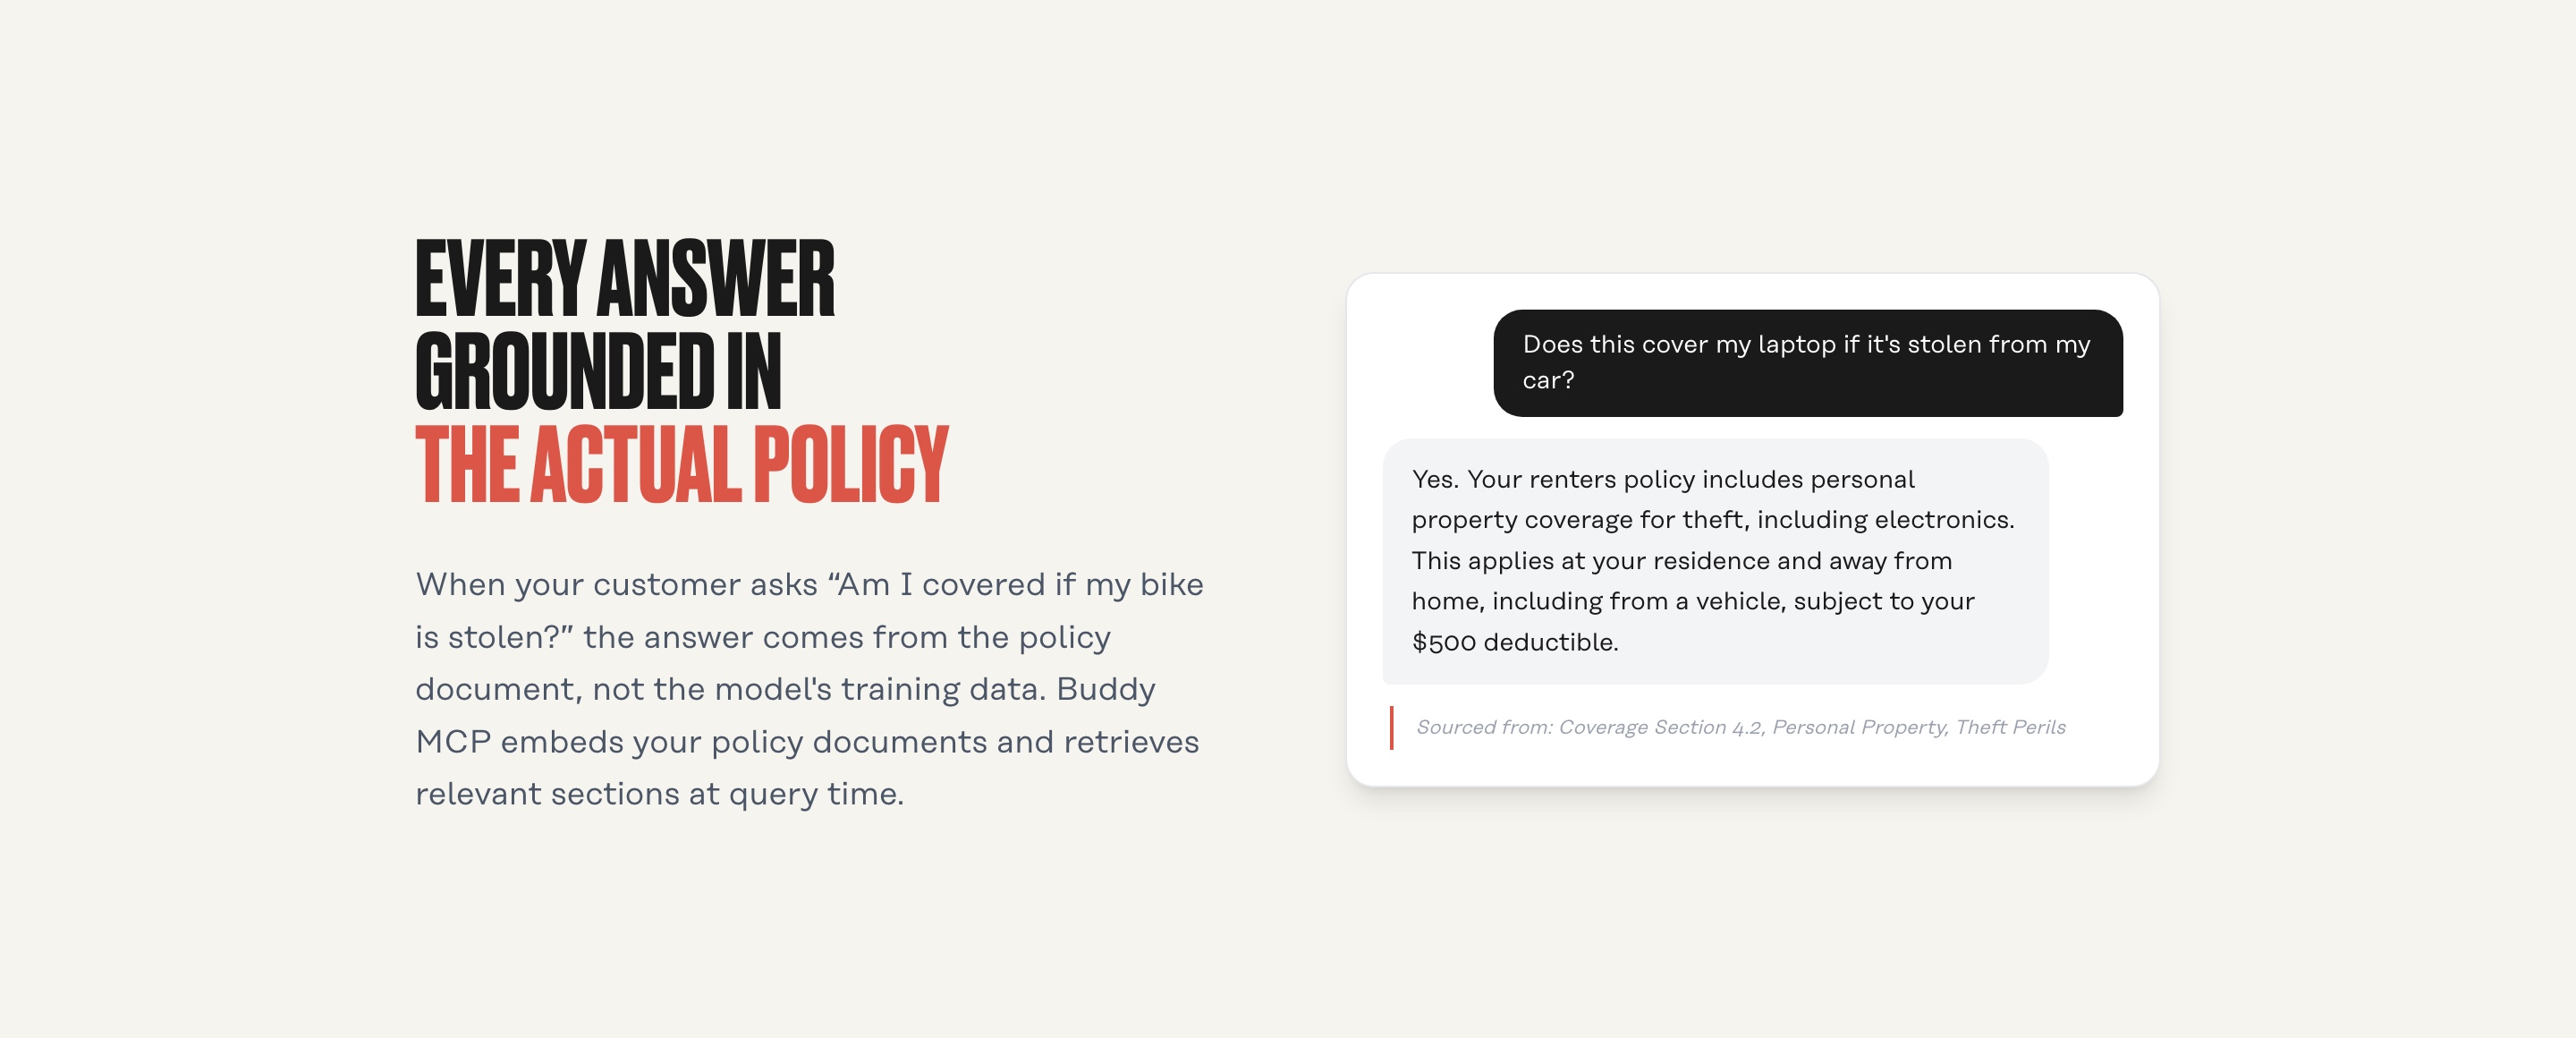 EVERY ANSWER
GROUNDED IN
THE ACTUAL POLICY
When your customer asks “Am I covered if my bike
is stolen?” the answer comes from the policy
document, not the model's training data. Buddy
MCP embeds your policy documents and retrieves
relevant sections at query time.
Does this cover my laptop if it's stolen from my
car?
Yes. Your renters policy includes personal
property coverage for theft, including electronics.
This applies at your residence and away from
home, including from a vehicle, subject to your
$500 deductible.
Sourced from: Coverage Section 4.2, Personal Property, Theft Perils